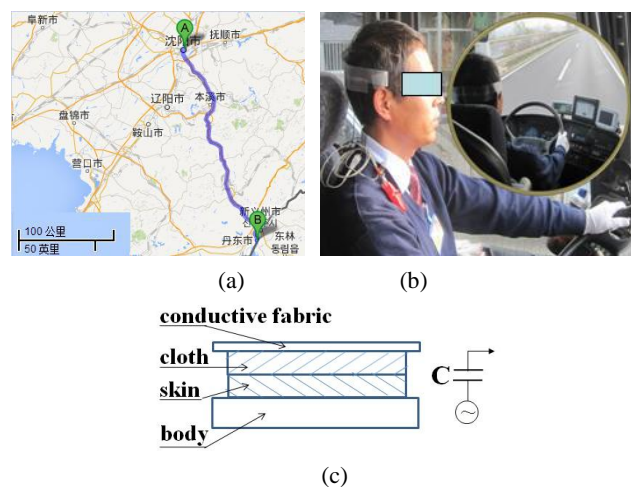 阜新市
A
沈阳市
抚顺市
辽阳市
本溪市
盘锦市
鞍山市
营口市
新义州市
B
丹东市
东林
100 公里
50 英里
(a)
(b)
conductive fabric
cloth
skin
body
C
(c)